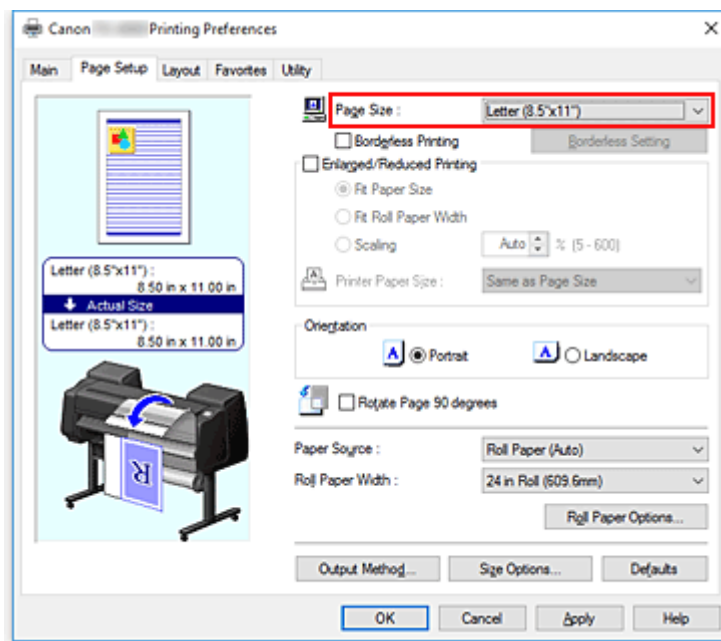 Canon Printing Preferences
Main Page Setup Layout Favorites Utility
Page Size : Letter (8.5"x11")
Borderless Printing Borderless Setting
Enlarged/Reduced Printing
Fit Paper Size
Fit Roll Paper Width
Scaling Auto % (5 - 600)
Printer Paper Size : Same as Page Size
Letter (8.5"x11") :
8.50 in x 11.00 in
Actual Size
Letter (8.5"x11") :
8.50 in x 11.00 in
Orientation
A Portrait A Landscape
Rotate Page 90 degrees
R
Paper Source : Roll Paper (Auto)
Roll Paper Width : 24 in Roll (609.6mm)
Roll Paper Options...
Output Method... Size Options... Defaults
OK Cancel Apply Help